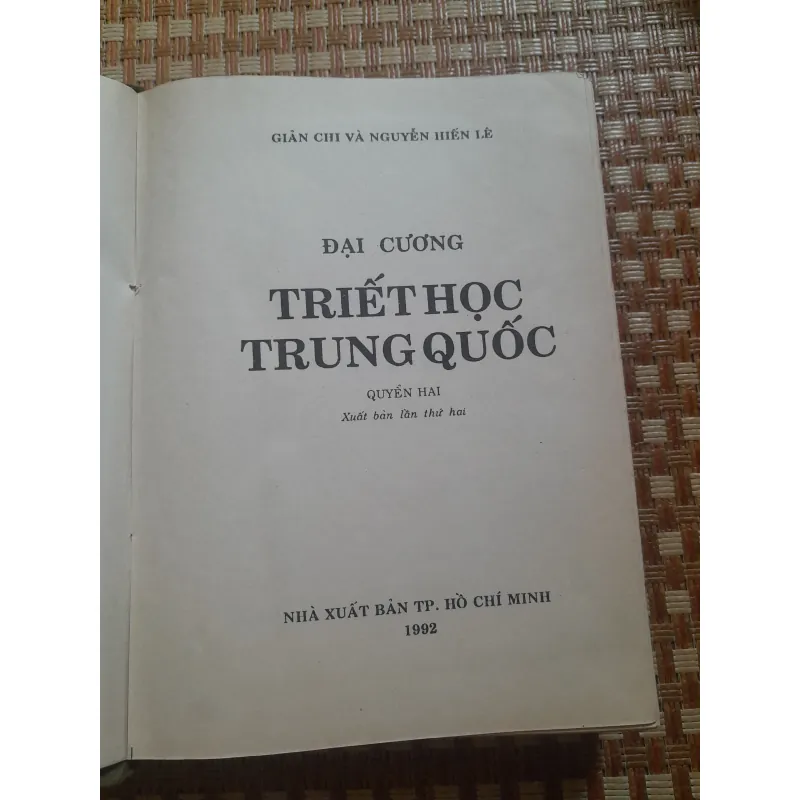 GIẢN CHI VÀ NGUYỄN HIẾN LÊ
ĐẠI CƯƠNG
TRIẾT HỌC
TRUNG QUỐC
QUYỂN HAI
Xuất bản lần thứ hai
NHÀ XUẤT BẢN TP. HỒ CHÍ MINH
1992